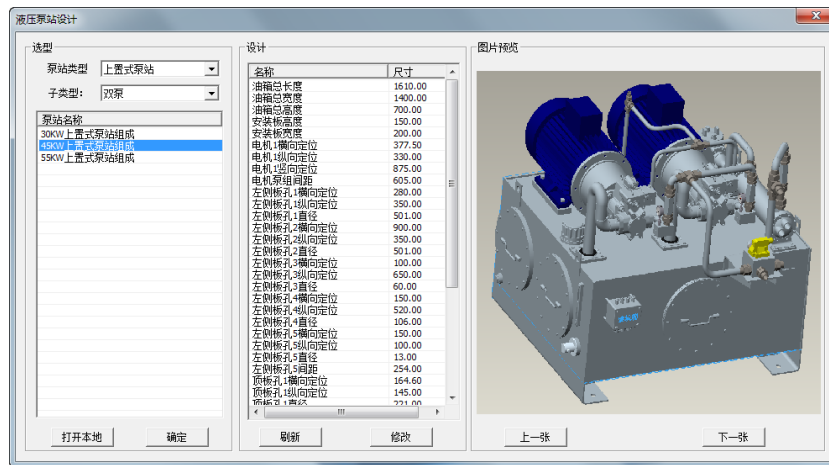 液压泵站设计
选型
泵站类型 上置式泵站
子类型: 双泵
泵站名称
30KW上置式泵站组成
45KW上置式泵站组成
55KW上置式泵站组成
打开本地 确定
设计
名称 尺寸
油箱总长度 1610.00
油箱总宽度 1400.00
油箱总高度 700.00
安装板高度 150.00
安装板宽度 200.00
电机1横向定位 377.50
电机1纵向定位 330.00
电机1竖向定位 875.00
电机泵组间距 605.00
左侧板孔1横向定位 280.00
左侧板孔1纵向定位 350.00
左侧板孔1直径 501.00
左侧板孔2横向定位 900.00
左侧板孔2纵向定位 350.00
左侧板孔2直径 501.00
左侧板孔3横向定位 100.00
左侧板孔3纵向定位 650.00
左侧板孔3直径 60.00
左侧板孔4横向定位 150.00
左侧板孔4纵向定位 520.00
左侧板孔4直径 106.00
左侧板孔5横向定位 150.00
左侧板孔5纵向定位 100.00
左侧板孔5直径 13.00
左侧板孔5间距 254.00
顶板孔1横向定位 164.60
顶板孔1纵向定位 145.00
顶板孔1直径 221.00
刷新 修改
图片预览
上一张 下一张